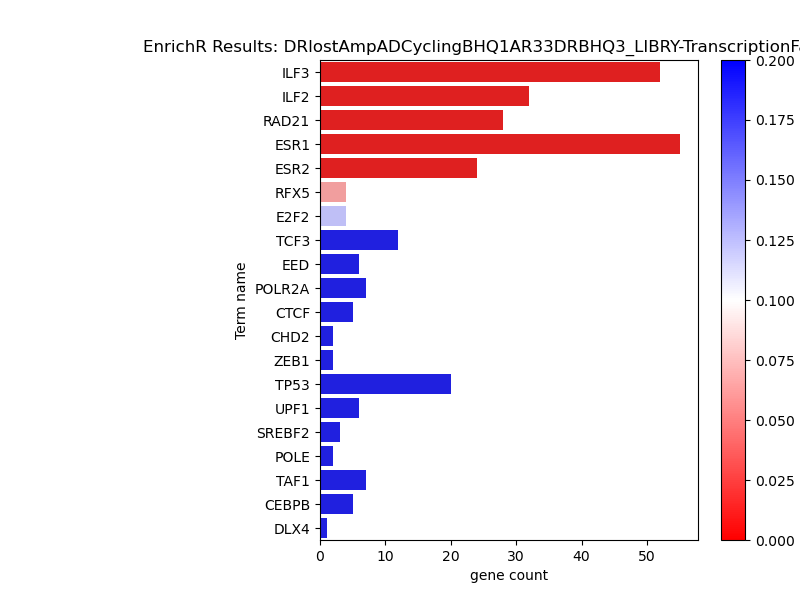 EnrichR Results: DRlostAmpADCyclingBHQ1AR33DRBHQ3_LIBRY-TranscriptionFa
ILF3
ILF2
RAD21
ESR1
ESR2
RFX5
E2F2
TCF3
EED
POLR2A
CTCF
CHD2
ZEB1
TP53
UPF1
SREBF2
POLE
TAF1
CEBPB
DLX4
Term name
0 10 20 30 40 50
gene count
0.200
0.175
0.150
0.125
0.100
0.075
0.050
0.025
0.000